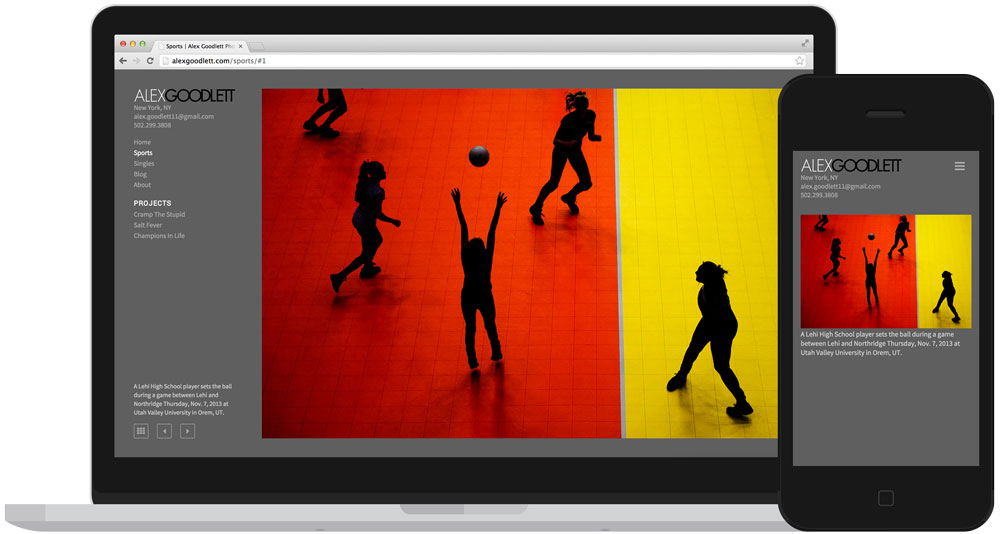 Sports | Alex Goodlett Pho
alexgoodlett.com/sports/#1
ALEXGOODLETT
New York, NY
alex.goodlett11@gmail.com
502.299.3808
Home
Sports
Singles
Blog
About
PROJECTS
Cramp The Stupid
Salt Fever
Champions In Life
A Lehi High School player sets the ball
during a game between Lehi and
Northridge Thursday, Nov. 7, 2013 at
Utah Valley University in Orem, UT.
ALEXGOODLETT
New York, NY
alex.goodlett11@gmail.com
502.299.3808
A Lehi High School player sets the ball during a game
between Lehi and Northridge Thursday, Nov. 7, 2013 at
Utah Valley University in Orem, UT.